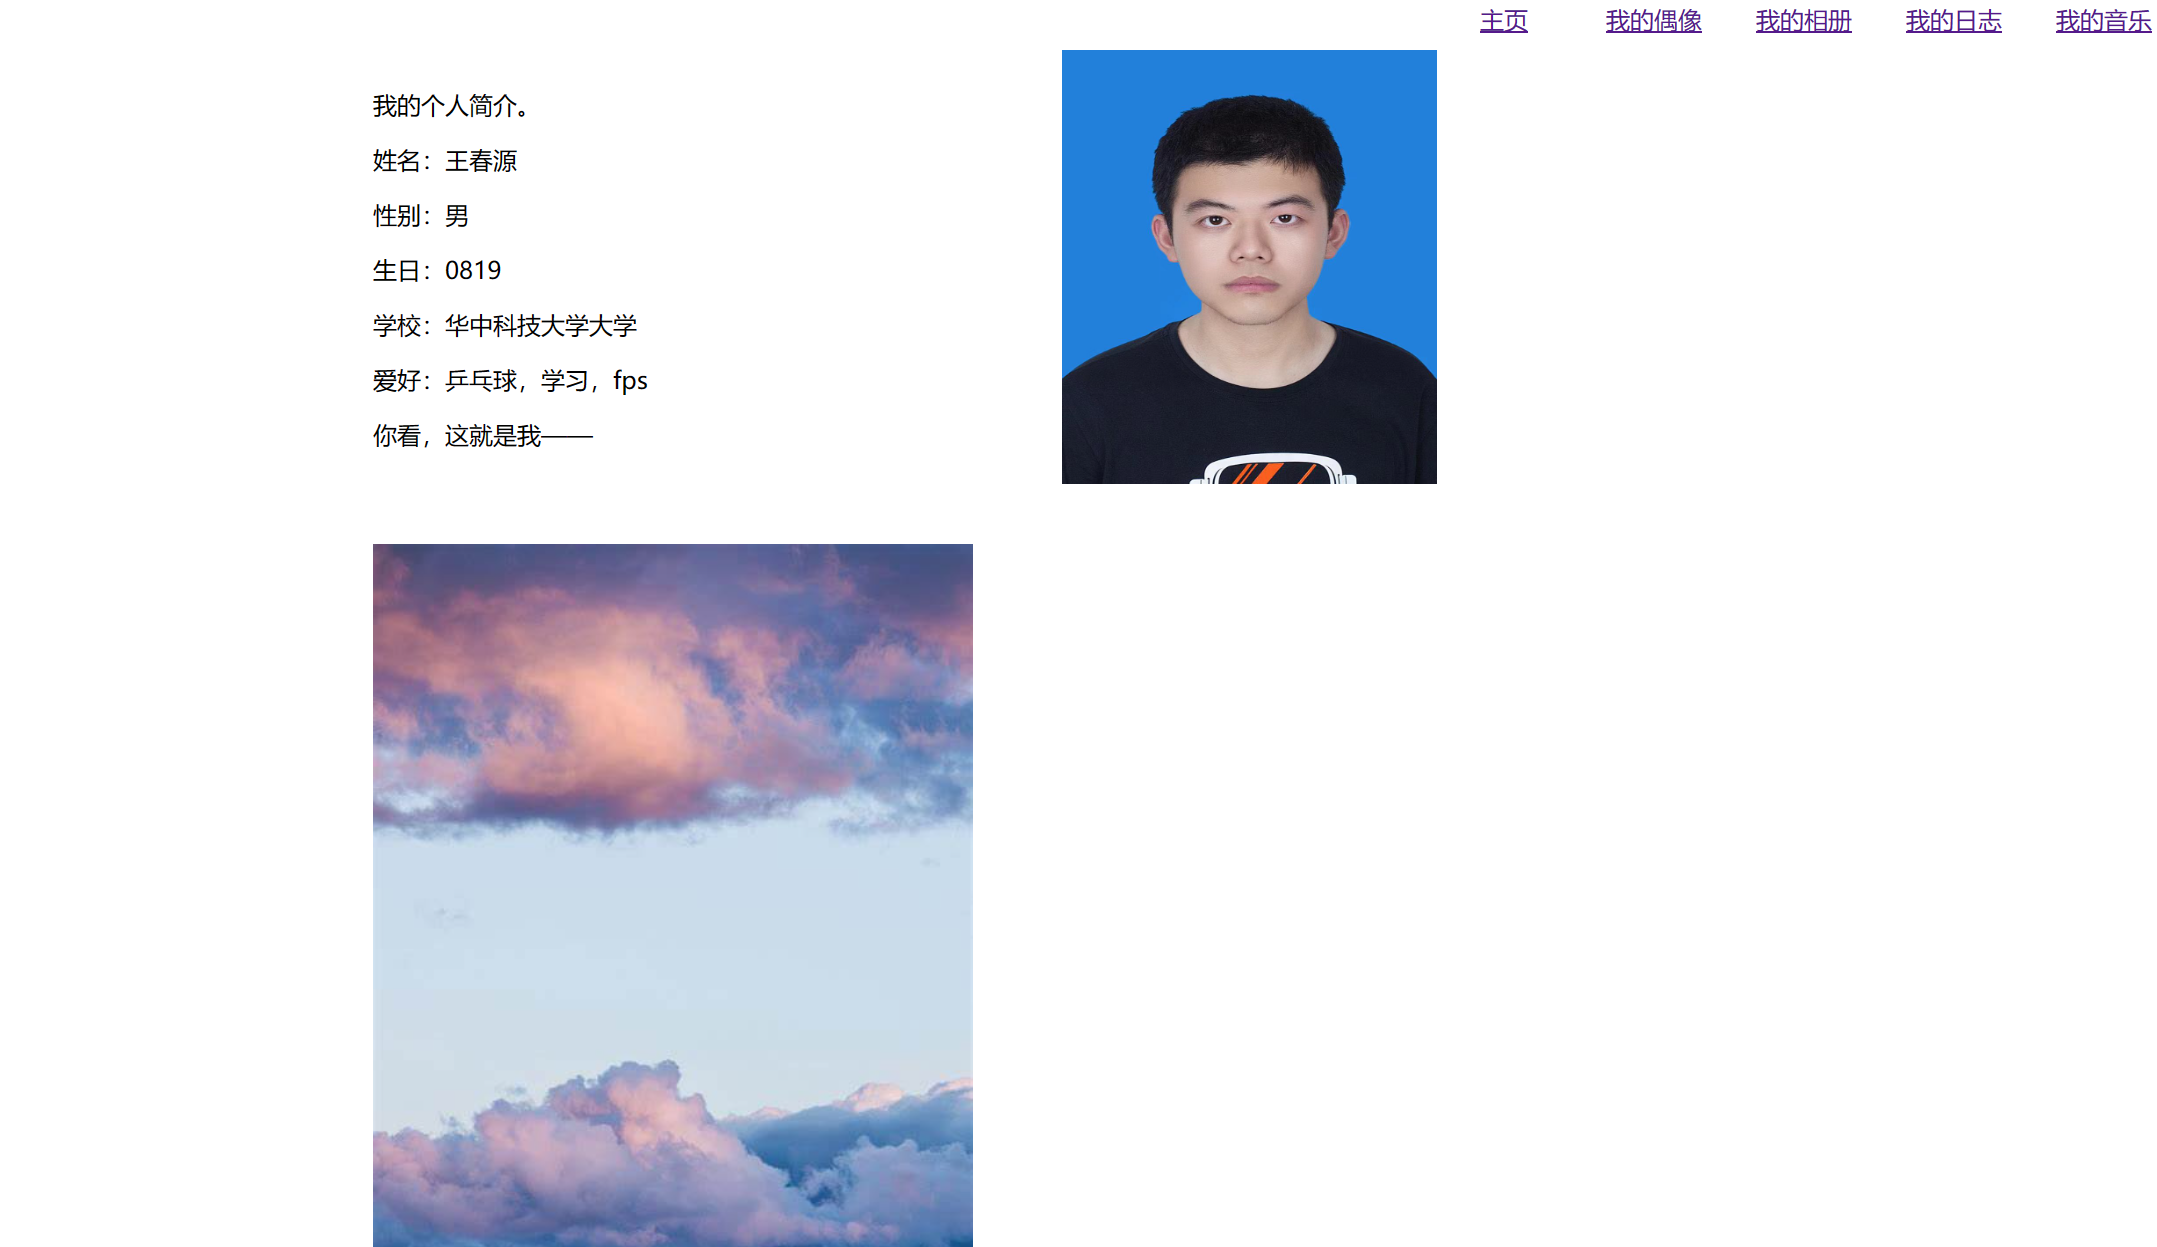 主页 我的偶像 我的相册 我的日志 我的音乐
我的个人简介。
姓名：王春源
性别：男
生日：0819
学校：华中科技大学大学
爱好：乒乓球，学习，fps
你看，这就是我——